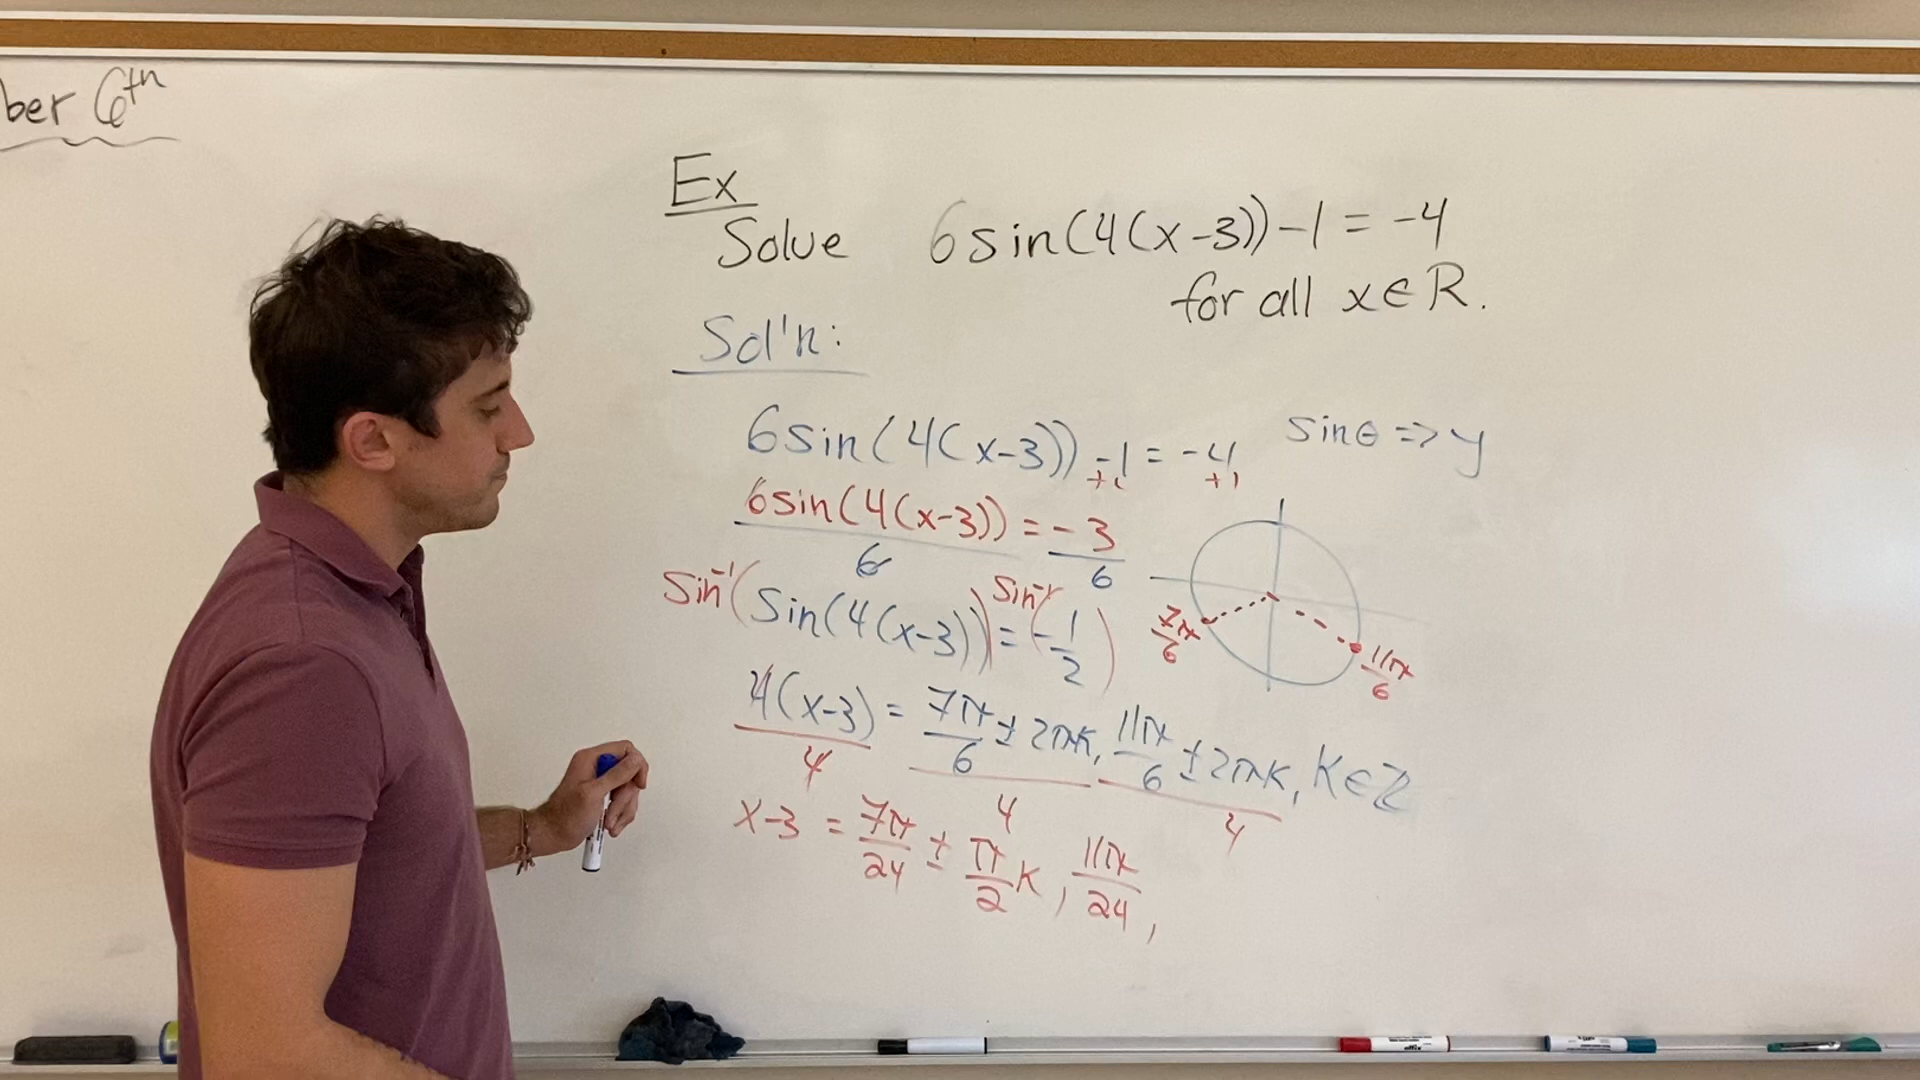 ber 6th
Ex
Solve 6sin(4(x-3))-1 = -4
for all x∈R.
Sol'n:
6sin(4(x-3))-1 = -4
+1 +1
sinθ => y
6sin(4(x-3)) = -3
6 6
sin⁻¹(sin(4(x-3))) = sin⁻¹(-1/2)
7π/6
11π/6
4(x-3) = 7π/6 ± 2πk, 11π/6 ± 2πk, K∈Z
4 4 4
x-3 = 7π/24 ± π/2 k, 11π/24,